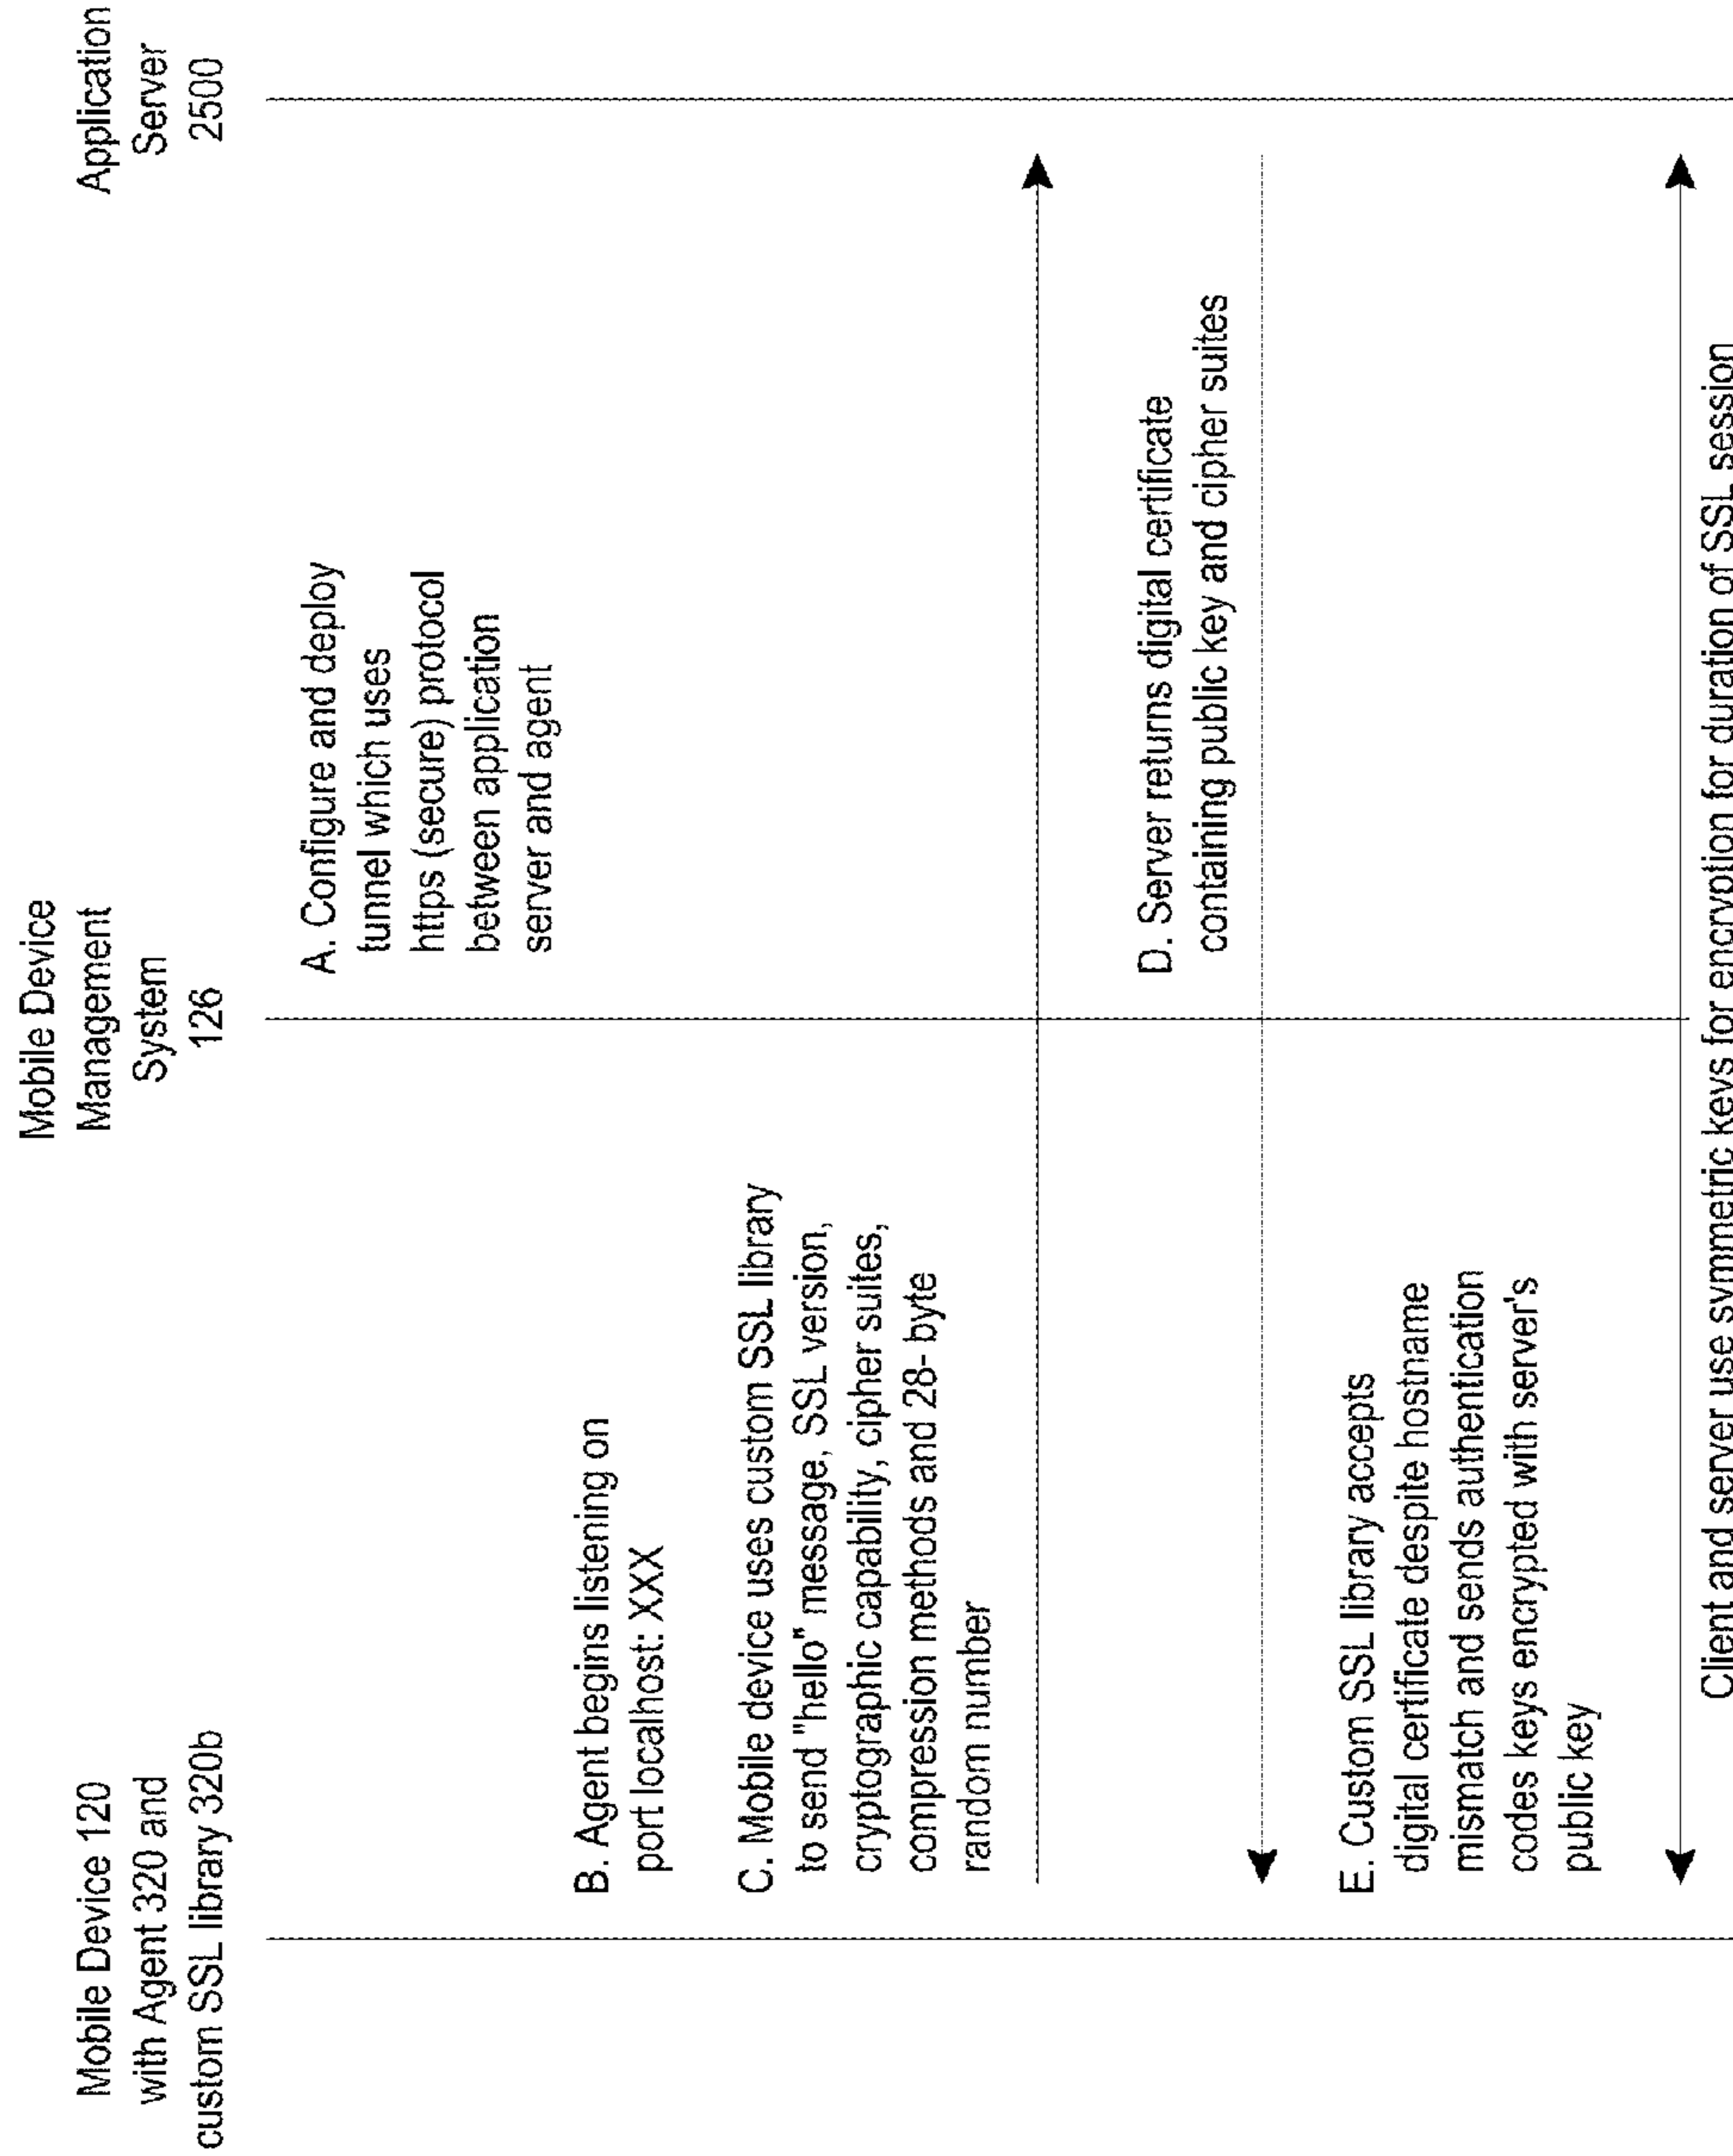 Mobile Device 120
with Agent 320 and
custom SSL library 320b
Mobile Device
Management
System
126
Application
Server
2500
A. Configure and deploy
tunnel which uses
https (secure) protocol
between application
server and agent
B. Agent begins listening on
port localhost: XXX
C. Mobile device uses custom SSL library
to send "hello" message, SSL version,
cryptographic capability, cipher suites,
compression methods and 28- byte
random number
D. Server returns digital certificate
containing public key and cipher suites
E. Custom SSL library accepts
digital certificate despite hostname
mismatch and sends authentication
codes keys encrypted with server's
public key
Client and server use symmetric keys for encryption for duration of SSL session